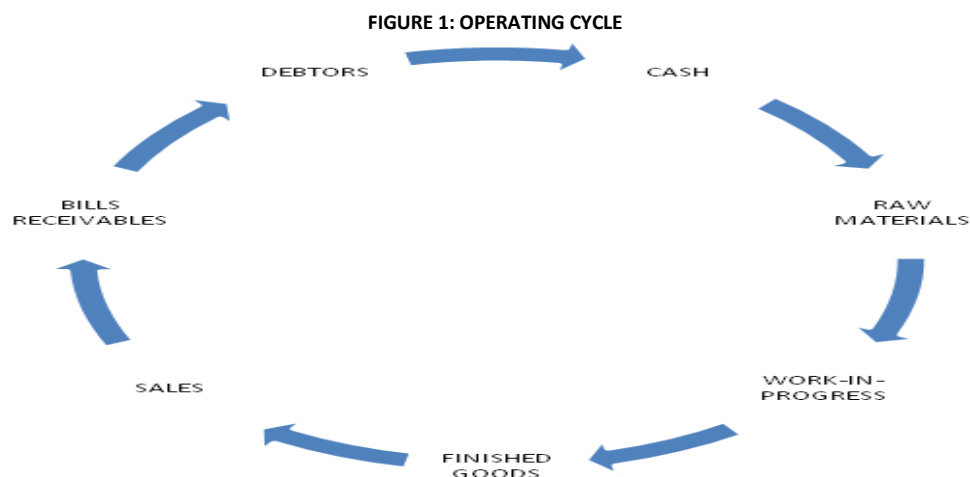 FIGURE 1: OPERATING CYCLE
DEBTORS
CASH
BILLS
RECEIVABLES
RAW
MATERIALS
SALES
WORK-IN-
PROGRESS
FINISHED
GOODS